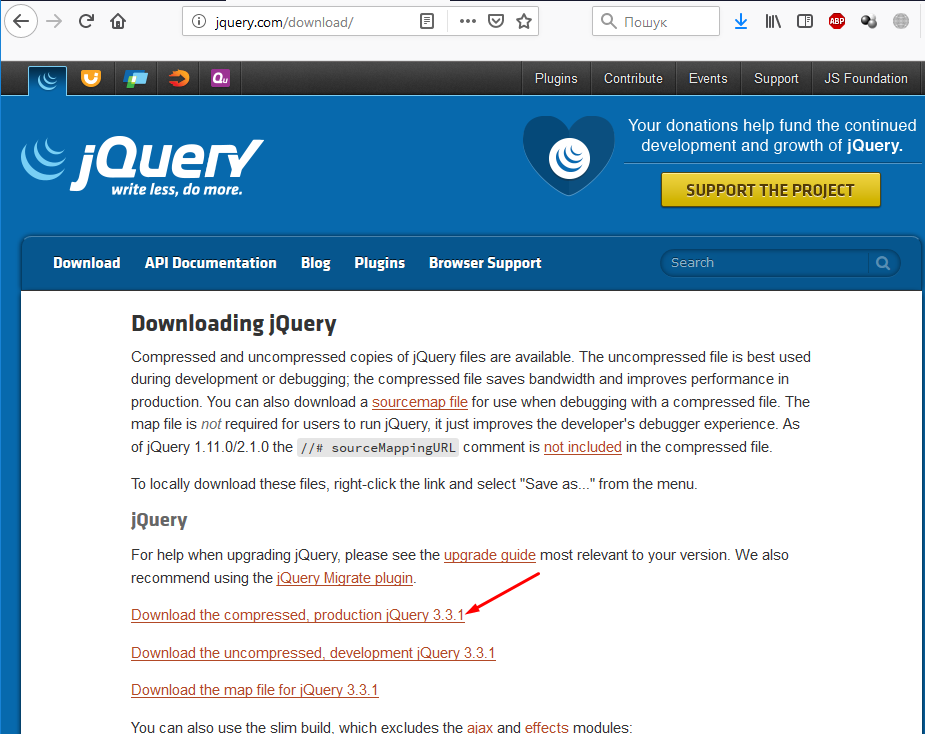 jquery.com/download/
Пошук
ABP
Qu
Plugins
Contribute
Events
Support
JS Foundation
jQuery
write less, do more.
Your donations help fund the continued
development and growth of jQuery.
SUPPORT THE PROJECT
Download
API Documentation
Blog
Plugins
Browser Support
Search
Downloading jQuery
Compressed and uncompressed copies of jQuery files are available. The uncompressed file is best used
during development or debugging; the compressed file saves bandwidth and improves performance in
production. You can also download a sourcemap file for use when debugging with a compressed file. The
map file is not required for users to run jQuery, it just improves the developer's debugger experience. As
of jQuery 1.11.0/2.1.0 the //# sourceMappingURL comment is not included in the compressed file.
To locally download these files, right-click the link and select "Save as..." from the menu.
jQuery
For help when upgrading jQuery, please see the upgrade guide most relevant to your version. We also
recommend using the jQuery Migrate plugin.
Download the compressed, production jQuery 3.3.1
Download the uncompressed, development jQuery 3.3.1
Download the map file for jQuery 3.3.1
You can also use the slim build, which excludes the ajax and effects modules: